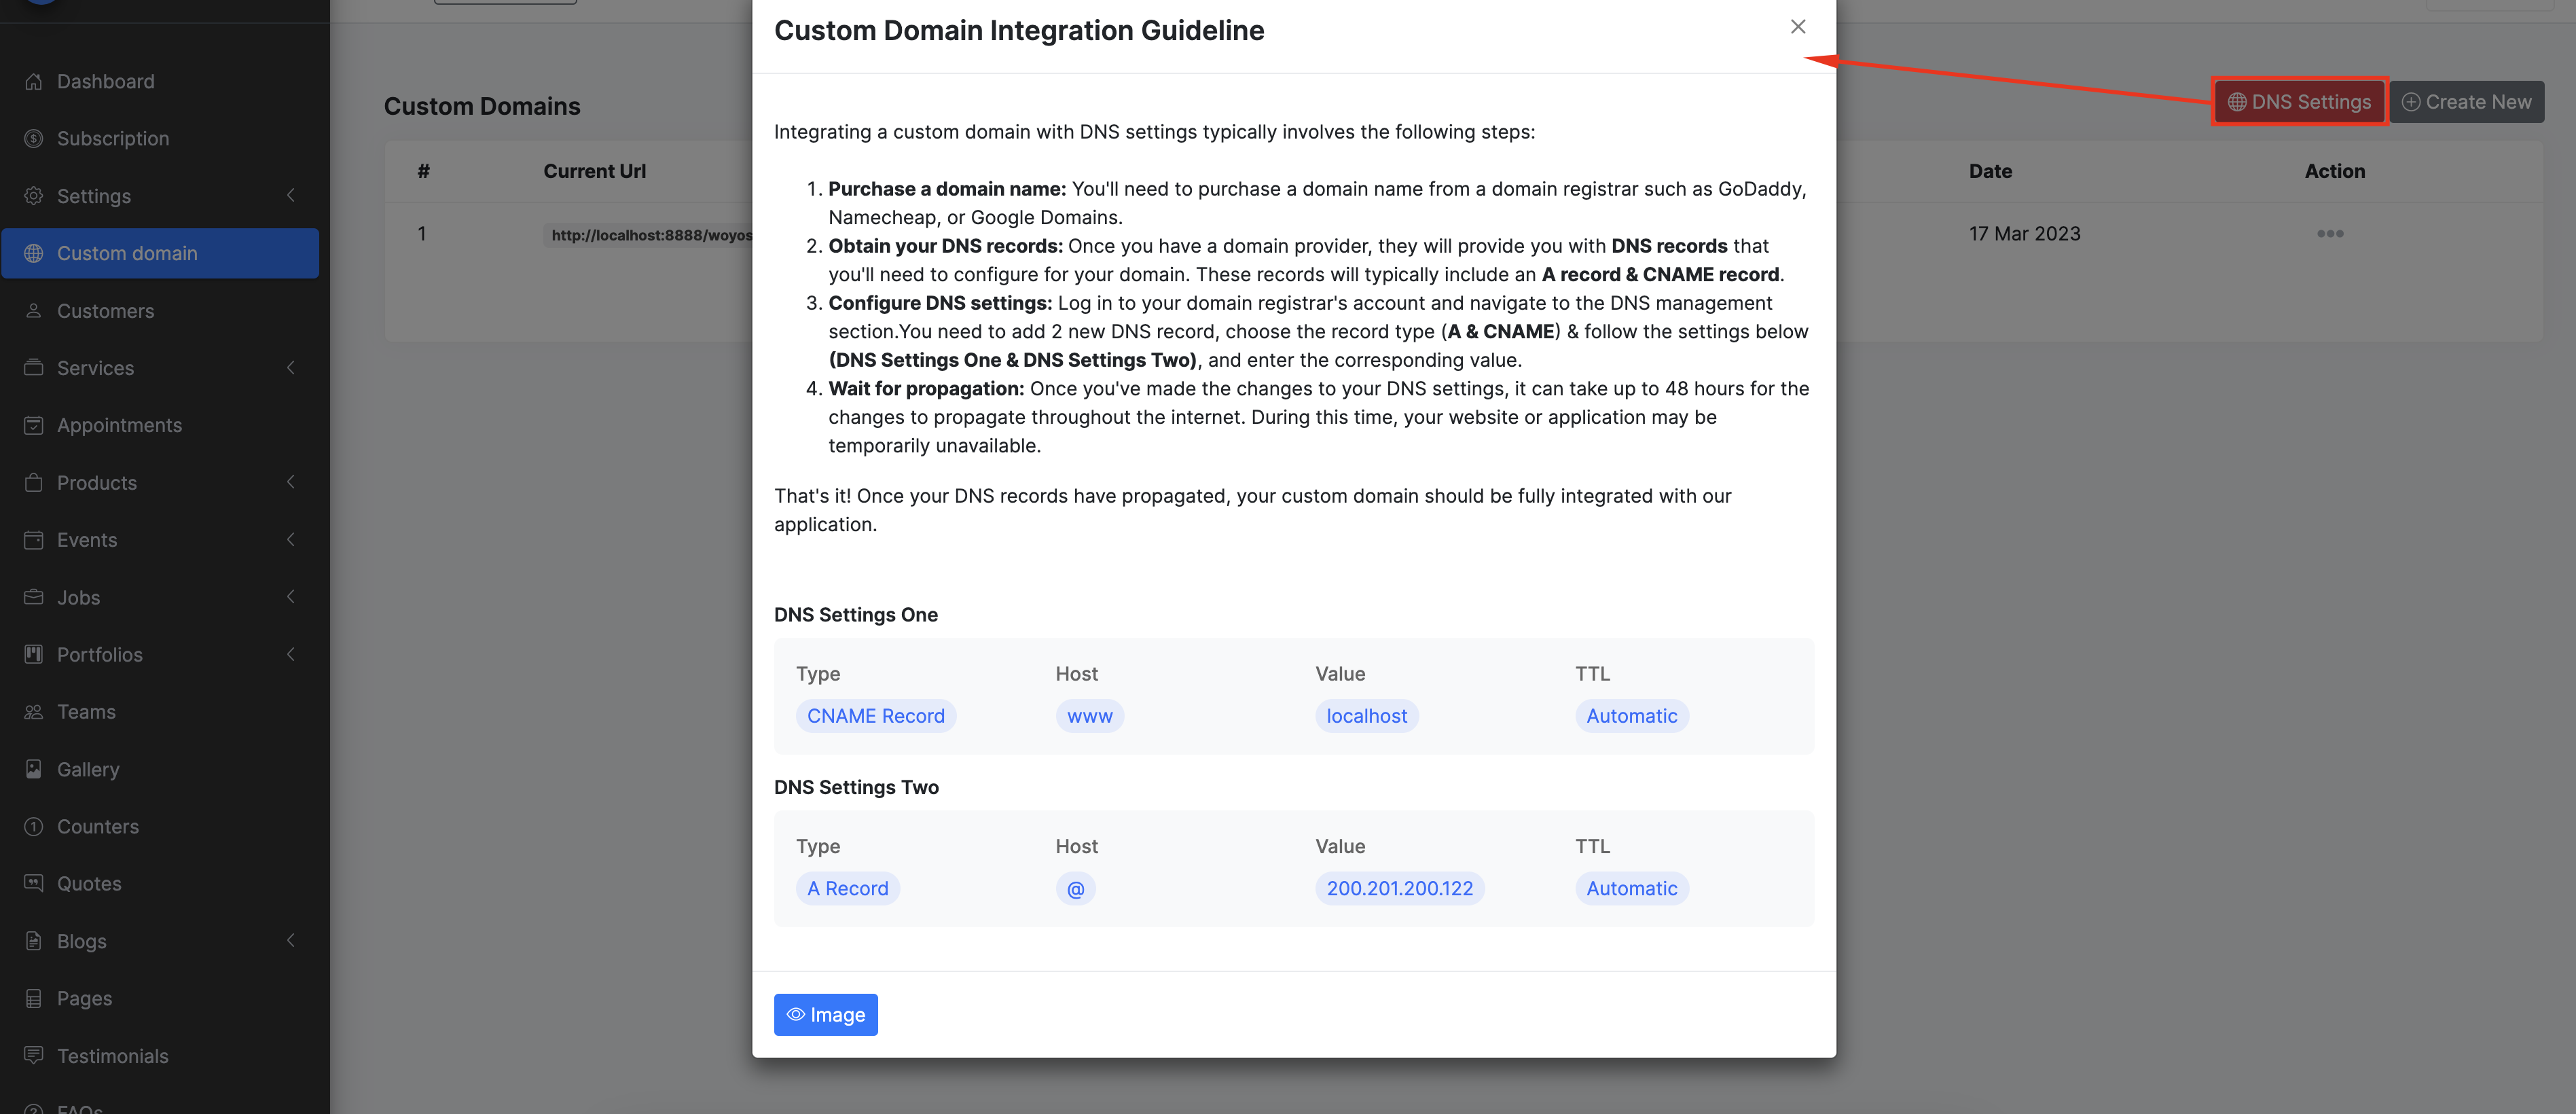 Custom Domain Integration Guideline
Dashboard
Subscription
Settings
Custom domain
Customers
Services
Appointments
Products
Events
Jobs
Portfolios
Teams
Gallery
Counters
Quotes
Blogs
Pages
Testimonials
FAQs
Custom Domains
DNS Settings
Create New
# Current Url Date Action
1 http://localhost:8888/woyos 17 Mar 2023
Integrating a custom domain with DNS settings typically involves the following steps:
1. Purchase a domain name: You'll need to purchase a domain name from a domain registrar such as GoDaddy,
Namecheap, or Google Domains.
2. Obtain your DNS records: Once you have a domain provider, they will provide you with DNS records that
you'll need to configure for your domain. These records will typically include an A record & CNAME record.
3. Configure DNS settings: Log in to your domain registrar's account and navigate to the DNS management
section.You need to add 2 new DNS record, choose the record type (A & CNAME) & follow the settings below
(DNS Settings One & DNS Settings Two), and enter the corresponding value.
4. Wait for propagation: Once you've made the changes to your DNS settings, it can take up to 48 hours for the
changes to propagate throughout the internet. During this time, your website or application may be
temporarily unavailable.
That's it! Once your DNS records have propagated, your custom domain should be fully integrated with our
application.
DNS Settings One
Type Host Value TTL
CNAME Record www localhost Automatic
DNS Settings Two
Type Host Value TTL
A Record @ 200.201.200.122 Automatic
Image